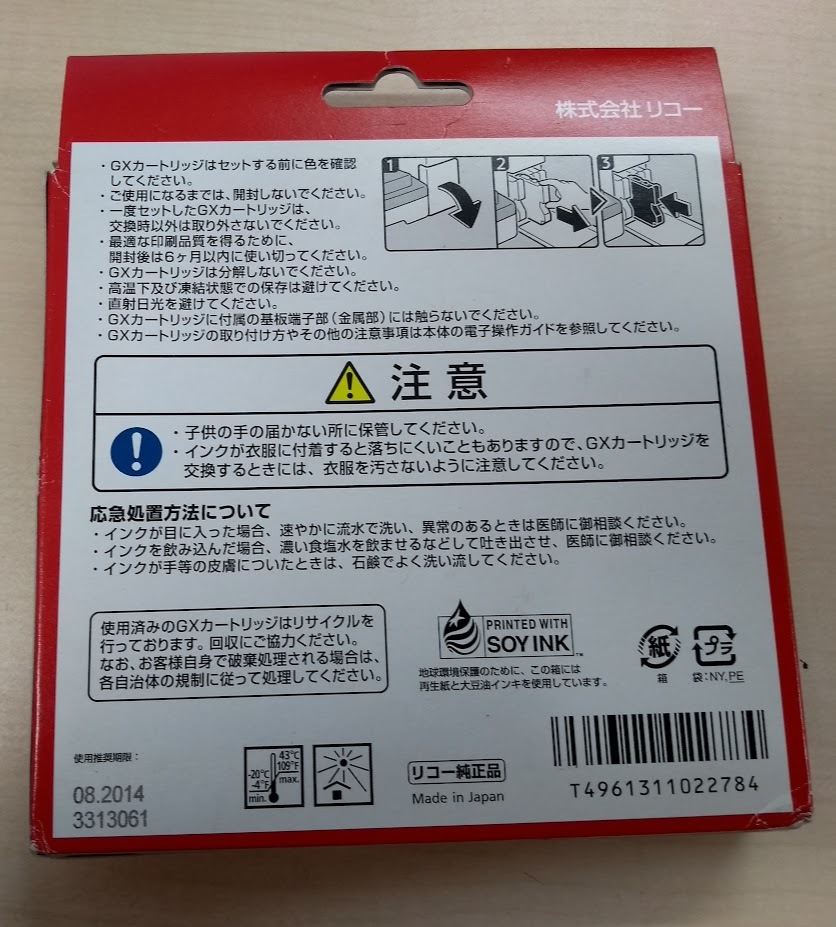 株式会社 リコー
・GXカートリッジはセットする前に色を確認
してください。
・ご使用になるまでは、開封しないでください。
・一度セットしたGXカートリッジは、
交換時以外は取り外さないでください。
・最適な印刷品質を得るために、
開封後は6ヶ月以内に使い切ってください。
・GXカートリッジは分解しないでください。
・高温下及び凍結状態での保存は避けてください。
・直射日光を避けてください。
・GXカートリッジに付属の基板端子部（金属部）には触らないでください。
・GXカートリッジの取り付け方やその他の注意事項は本体の電子操作ガイドを参照してください。
1 2 3
注意
・子供の手の届かない所に保管してください。
・インクが衣服に付着すると落ちにくいこともありますので、GXカートリッジを
交換するときには、衣服を汚さないように注意してください。
応急処置方法について
・インクが目に入った場合、速やかに流水で洗い、異常のあるときは医師に御相談ください。
・インクを飲み込んだ場合、濃い食塩水を飲ませるなどして吐き出させ、医師に御相談ください。
・インクが手等の皮膚についたときは、石鹸でよく洗い流してください。
使用済みのGXカートリッジはリサイクルを
行っております。回収にご協力ください。
なお、お客様自身で破棄処理される場合は、
各自治体の規制に従って処理してください。
PRINTED WITH
SOY INK™
地球環境保護のために、この箱には
再生紙と大豆油インキを使用しています。
紙
箱
プラ
袋：NY,PE
使用推奨期限：
08.2014
3313061
43℃
109℉
max.
-20℃
-4℉
min.
リコー純正品
Made in Japan
T4961311022784